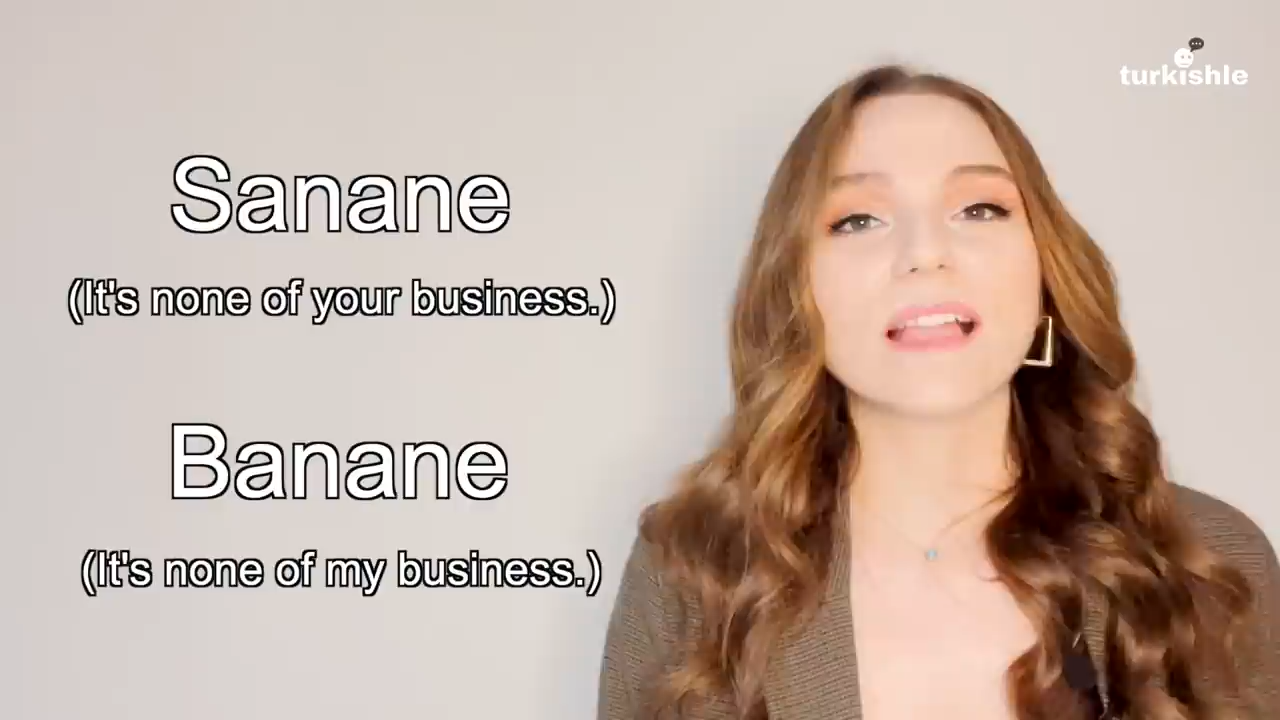 turkishle
Sanane
(It's none of your business.)
Banane
(It's none of my business.)